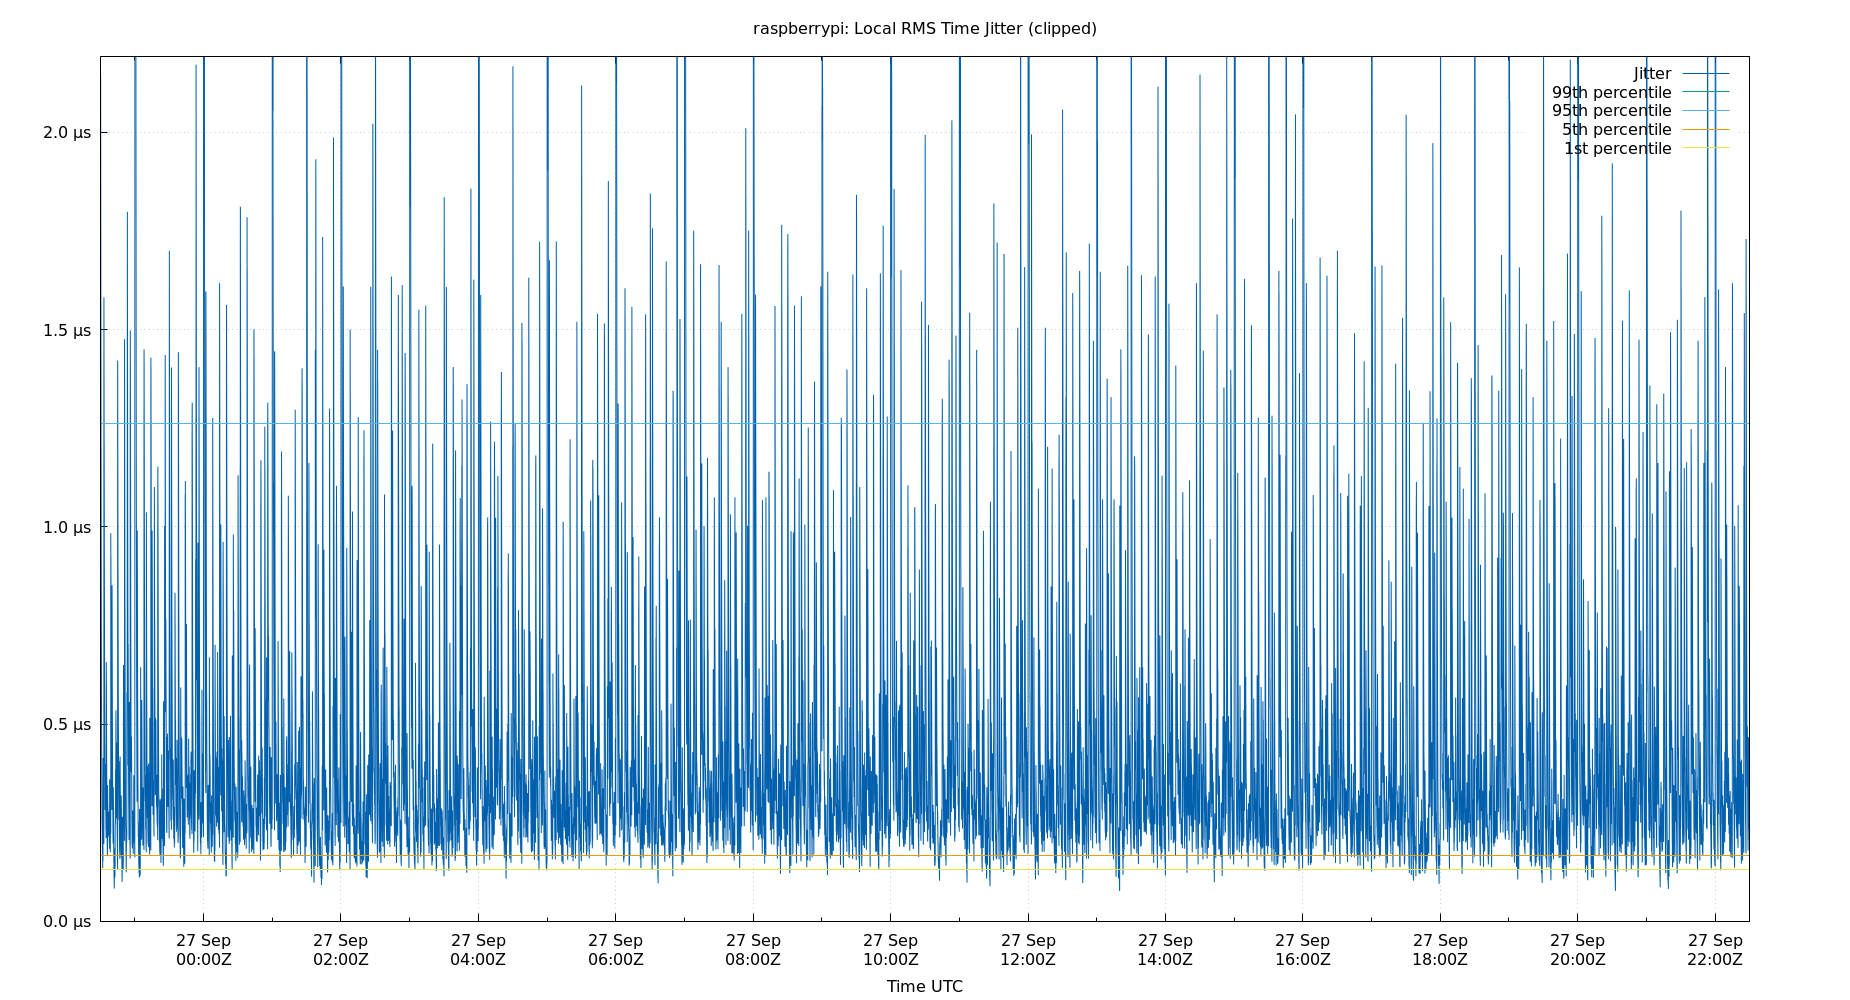 raspberrypi: Local RMS Time Jitter (clipped)
Jitter
99th percentile
95th percentile
5th percentile
1st percentile
2.0 µs
1.5 µs
1.0 µs
0.5 µs
0.0 µs
27 Sep 27 Sep 27 Sep 27 Sep 27 Sep 27 Sep 27 Sep 27 Sep 27 Sep 27 Sep 27 Sep 27 Sep
00:00Z 02:00Z 04:00Z 06:00Z 08:00Z 10:00Z 12:00Z 14:00Z 16:00Z 18:00Z 20:00Z 22:00Z
Time UTC